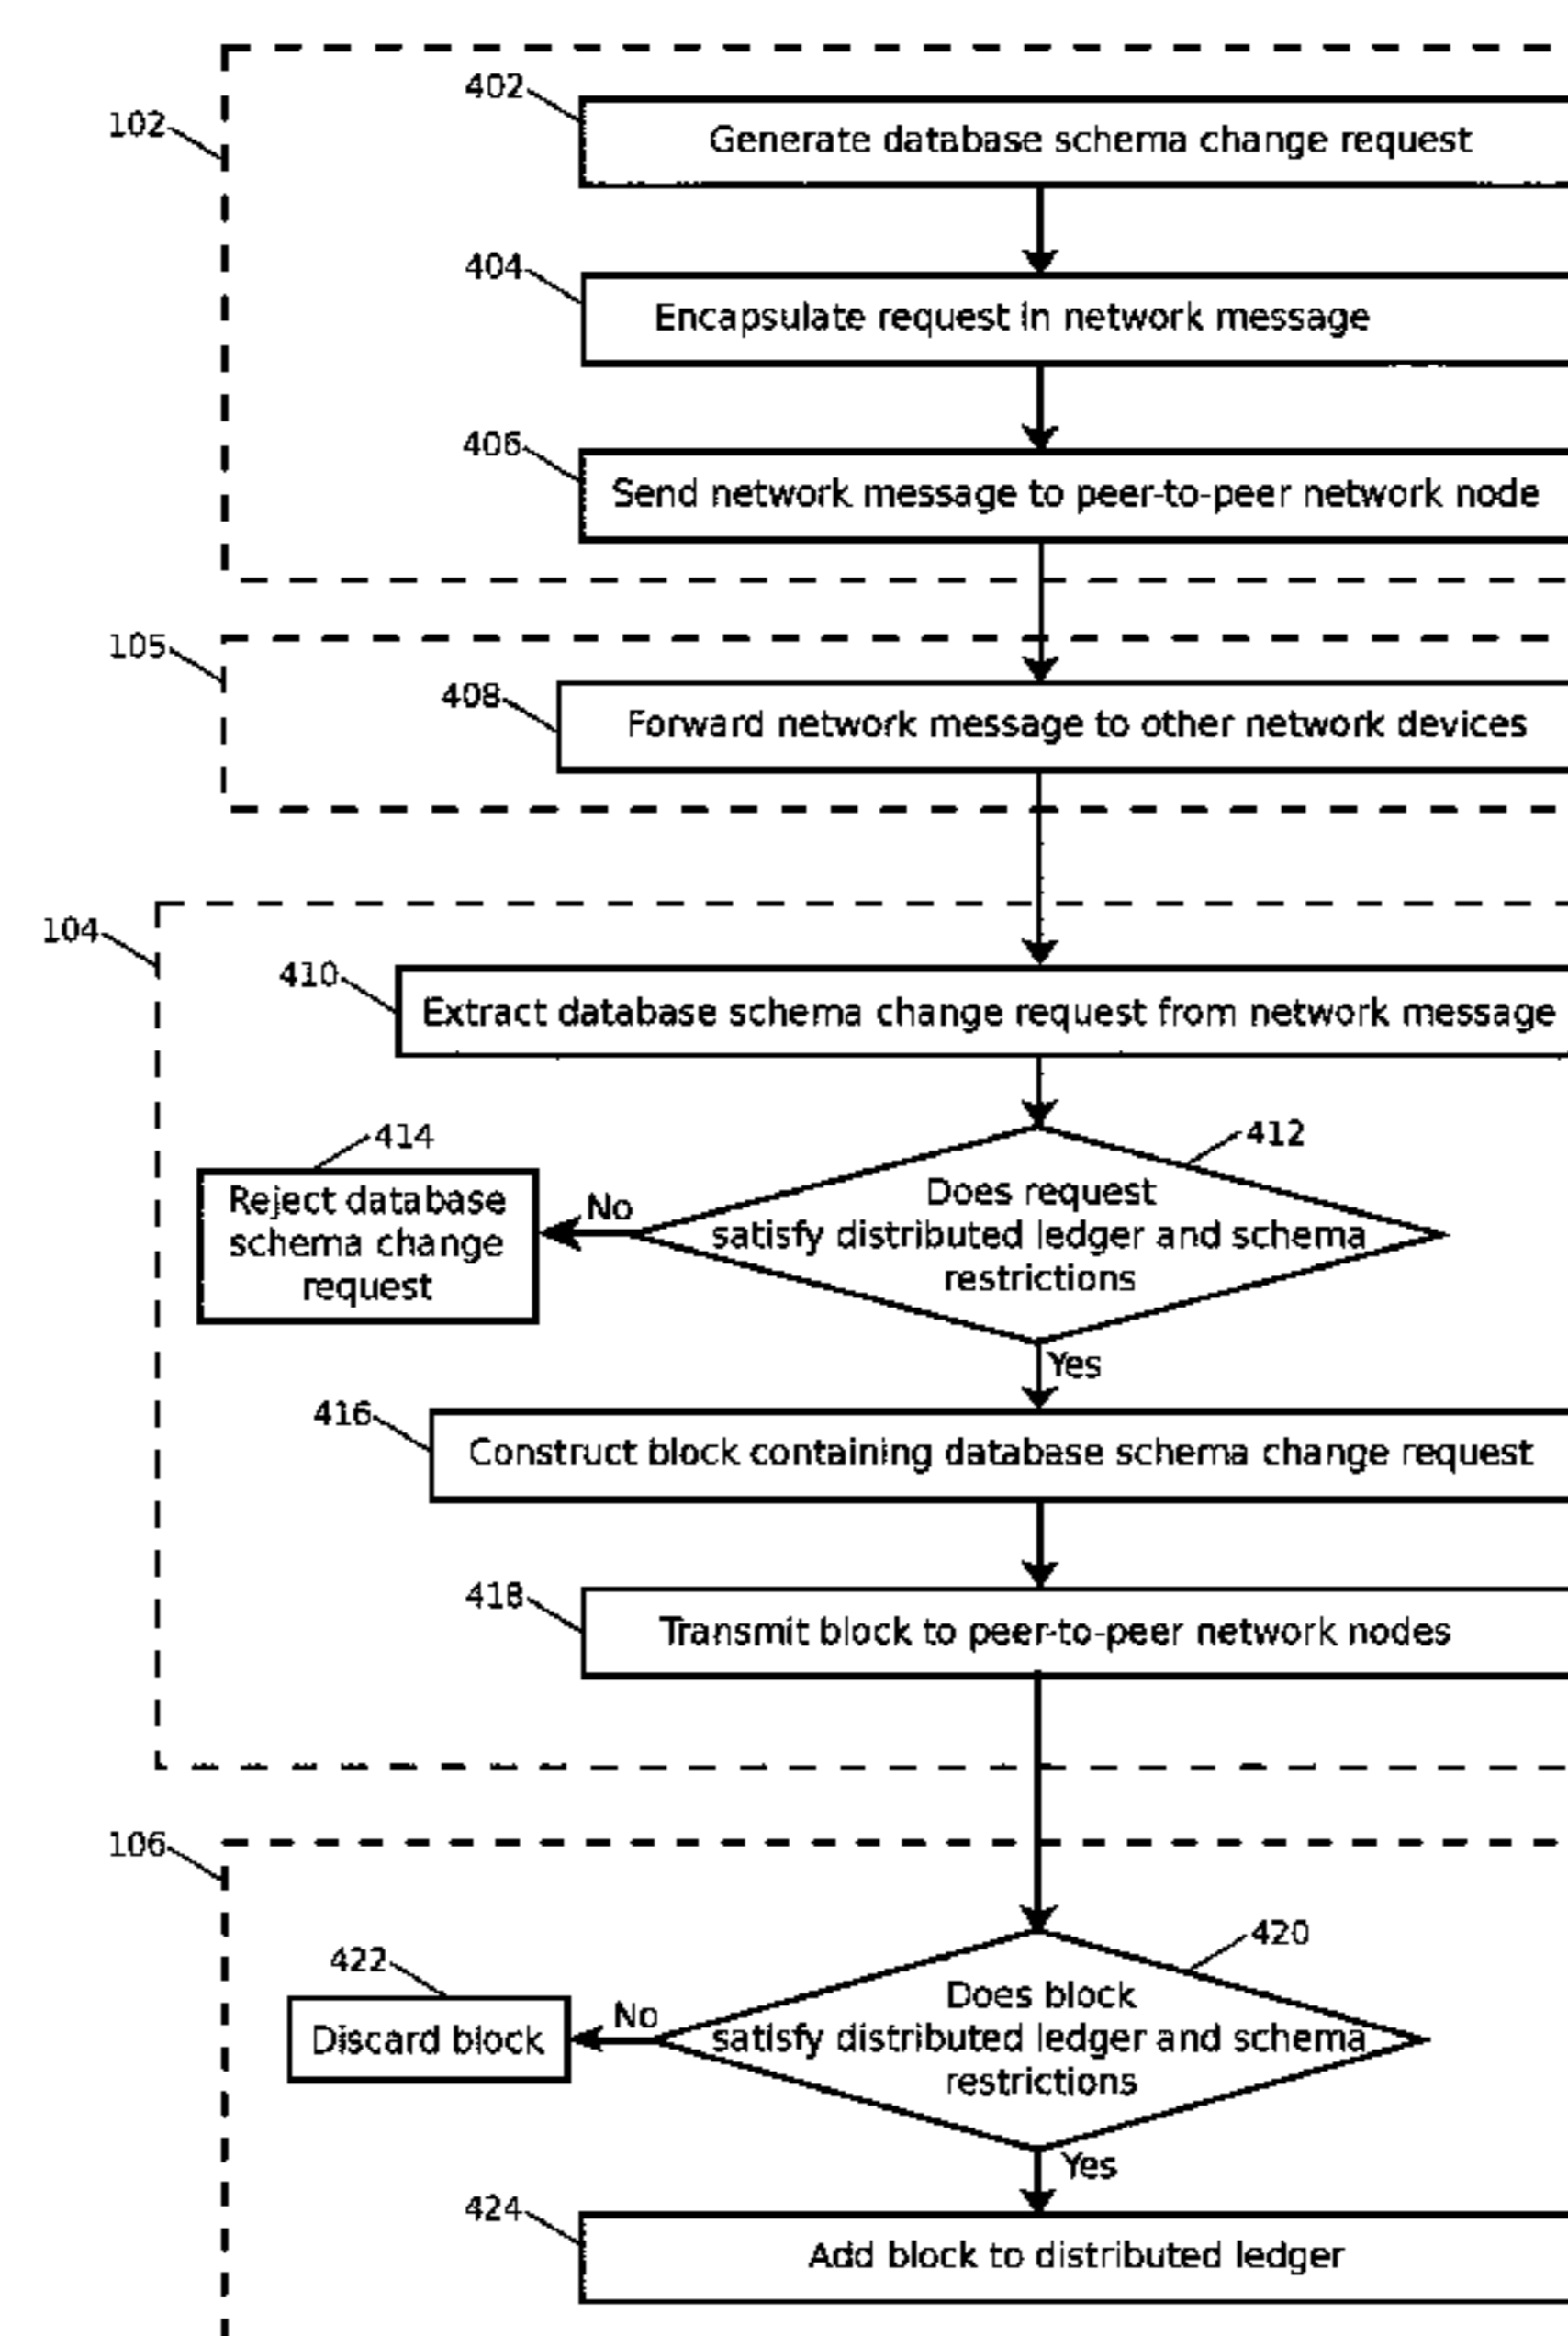 402
102
Generate database schema change request
404
Encapsulate request in network message
406
Send network message to peer-to-peer network node
105
408
Forward network message to other network devices
104
410
Extract database schema change request from network message
414
412
Reject database
schema change
request
No
Does request
satisfy distributed ledger and schema
restrictions
Yes
416
Construct block containing database schema change request
418
Transmit block to peer-to-peer network nodes
106
420
422
Discard block
No
Does block
satisfy distributed ledger and schema
restrictions
Yes
424
Add block to distributed ledger